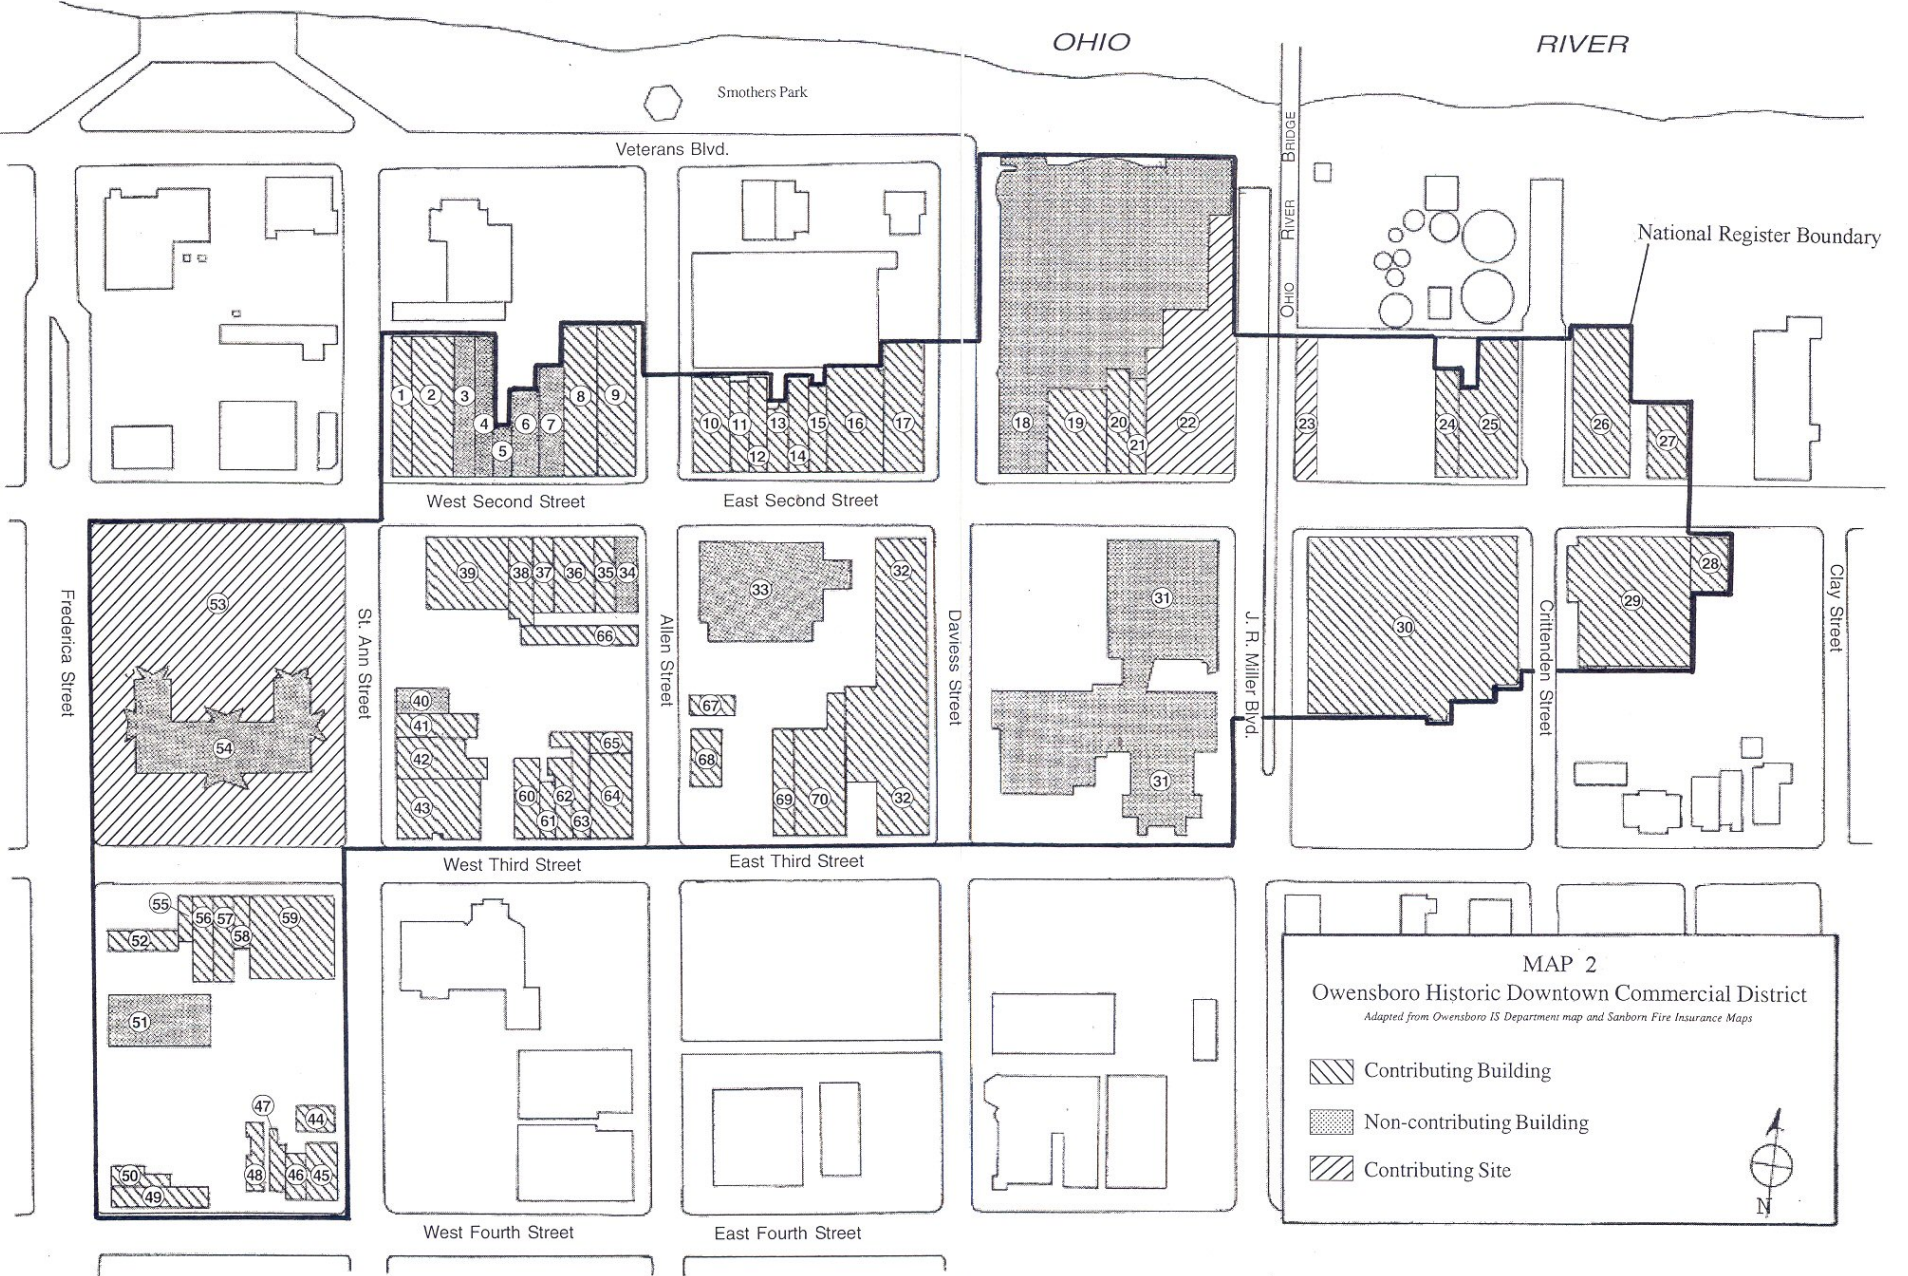 OHIO RIVER
Smothers Park
Veterans Blvd.
OHIO RIVER BRIDGE
National Register Boundary
1 2 3 4 5 6 7 8 9
10 11 12 13 14 15 16 17
18 19 20 21 22
23 24 25 26 27
West Second Street
East Second Street
53
54
39 38 37 36 35 34
66
40
41
42
43
60 61 62 63 64 65
33
32
67
68
69 70
32
31
31
30
29
28
Frederica Street
St. Ann Street
Allen Street
Daviess Street
J. R. Miller Blvd.
Crittenden Street
Clay Street
West Third Street
East Third Street
55 56 57 58 59
52
51
47
44
50
49
48
46 45
West Fourth Street
East Fourth Street
MAP 2
Owensboro Historic Downtown Commercial District
Adapted from Owensboro IS Department map and Sanborn Fire Insurance Maps
Contributing Building
Non-contributing Building
Contributing Site
N